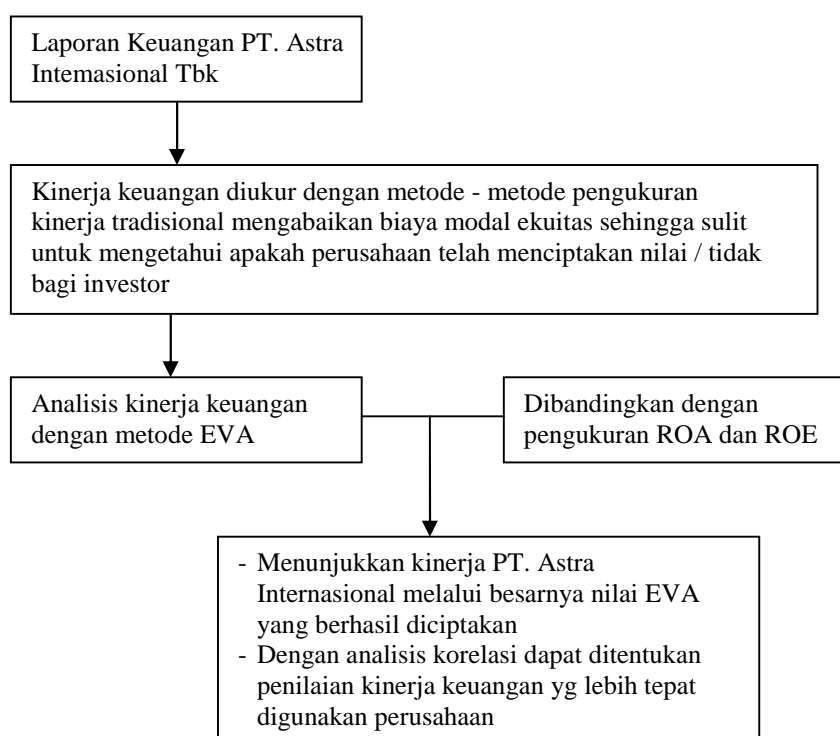 Laporan Keuangan PT. Astra
Intemasional Tbk
Kinerja keuangan diukur dengan metode - metode pengukuran
kinerja tradisional mengabaikan biaya modal ekuitas sehingga sulit
untuk mengetahui apakah perusahaan telah menciptakan nilai / tidak
bagi investor
Analisis kinerja keuangan
dengan metode EVA
Dibandingkan dengan
pengukuran ROA dan ROE
- Menunjukkan kinerja PT. Astra
Internasional melalui besarnya nilai EVA
yang berhasil diciptakan
- Dengan analisis korelasi dapat ditentukan
penilaian kinerja keuangan yg lebih tepat
digunakan perusahaan